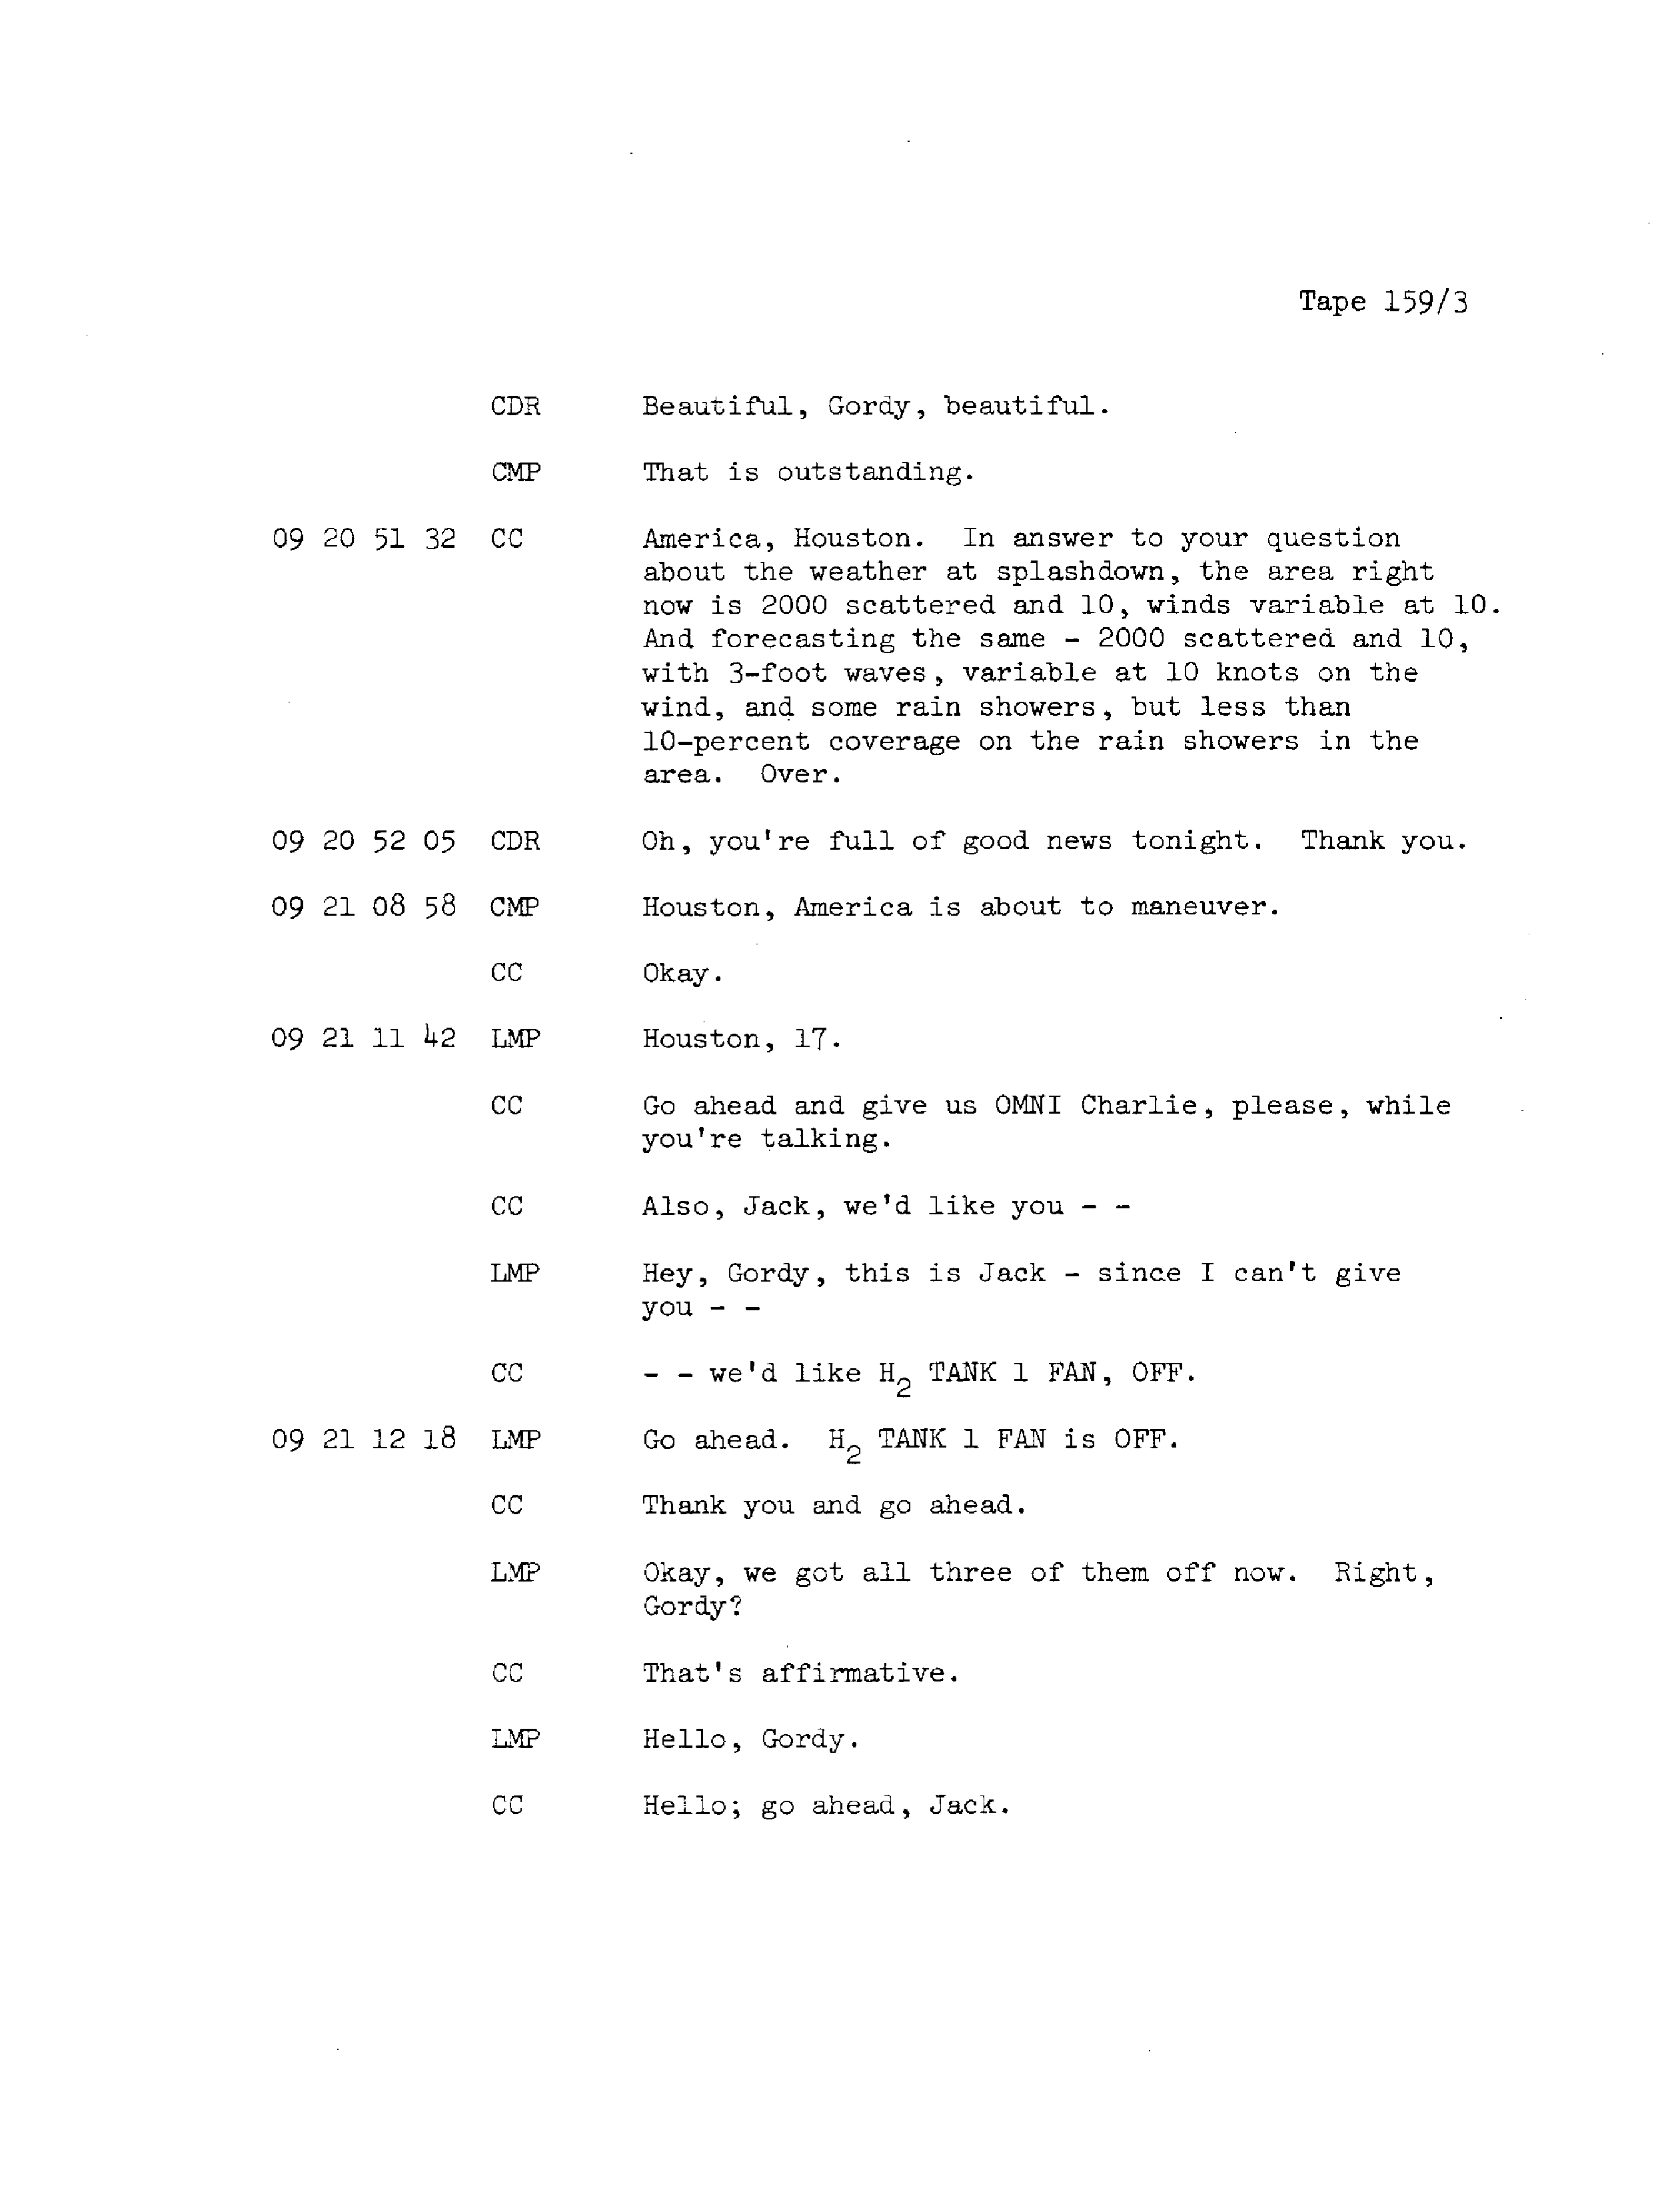 Tape 159/3
CDR Beautiful, Gordy, beautiful.
CMP That is outstanding.
09 20 51 32 CC America, Houston. In answer to your question
about the weather at splashdown, the area right
now is 2000 scattered and 10, winds variable at 10.
And forecasting the same - 2000 scattered and 10,
with 3-foot waves, variable at 10 knots on the
wind, and some rain showers, but less than
10-percent coverage on the rain showers in the
area. Over.
09 20 52 05 CDR Oh, you're full of good news tonight. Thank you.
09 21 08 58 CMP Houston, America is about to maneuver.
CC Okay.
09 21 11 42 LMP Houston, 17.
CC Go ahead and give us OMNI Charlie, please, while
you're talking.
CC Also, Jack, we'd like you - -
LMP Hey, Gordy, this is Jack - since I can't give
you - -
CC - - we'd like H2 TANK 1 FAN, OFF.
09 21 12 18 LMP Go ahead. H2 TANK 1 FAN is OFF.
CC Thank you and go ahead.
LMP Okay, we got all three of them off now. Right,
Gordy?
CC That's affirmative.
LMP Hello, Gordy.
CC Hello; go ahead, Jack.